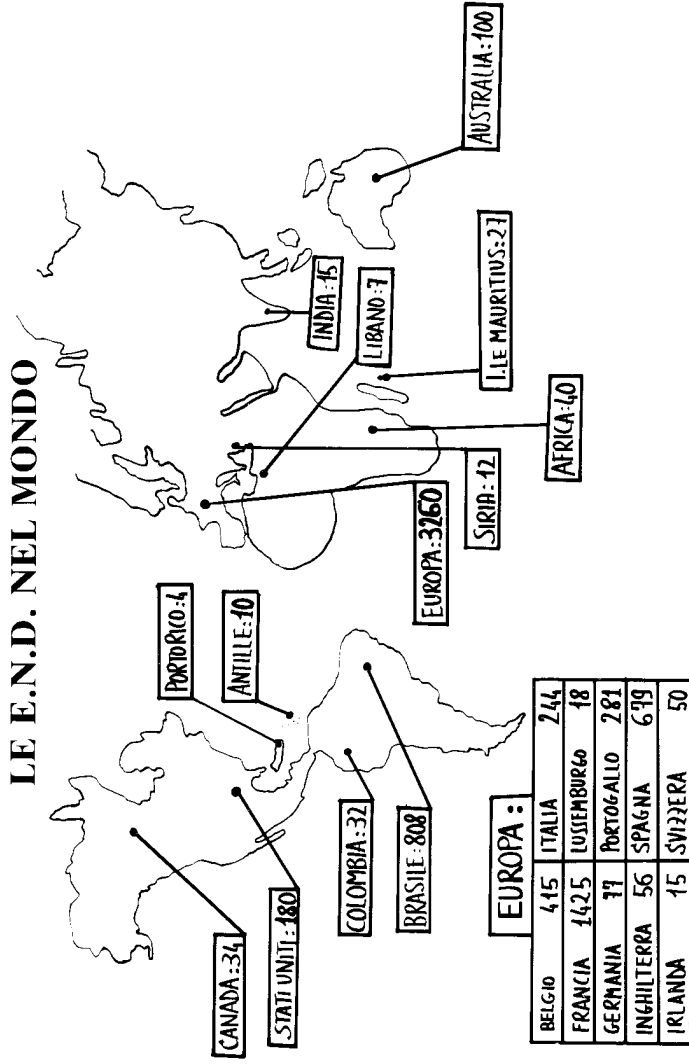 LE E.N.D. NEL MONDO
CANADA:34
STATI UNITI:180
PORTORICO:4
ANTILLE:10
COLOMBIA:32
BRASILE:808
EUROPA:3260
SIRIA:12
LIBANO:7
INDIA:15
AFRICA:40
I.LE MAURITIUS:27
AUSTRALIA:100
EUROPA:
BELGIO 415 ITALIA 244
FRANCIA 1425 LUSSEMBURGO 18
GERMANIA 77 PORTOGALLO 281
INGHILTERRA 56 SPAGNA 679
IRLANDA 15 SVIZZERA 50